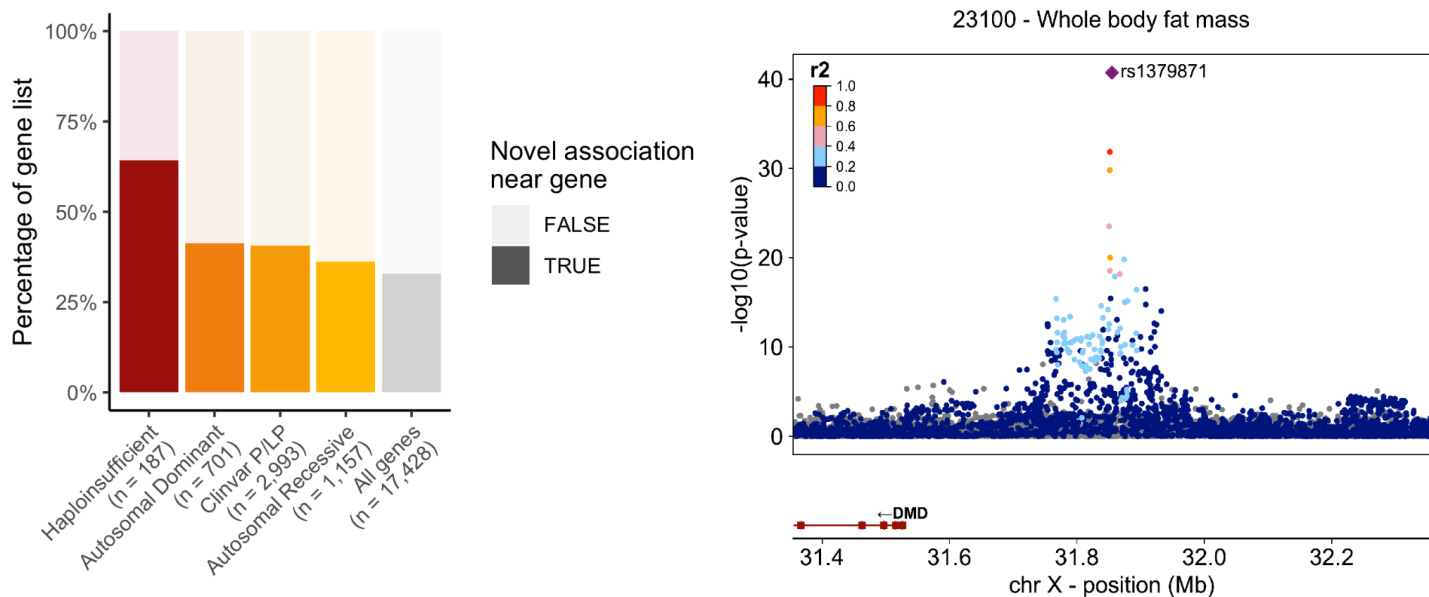 100%
75%
50%
25%
0%
Percentage of gene list
Haploinsufficient
(n = 187)
Autosomal Dominant
(n = 701)
Clinvar P/LP
(n = 2,993)
Autosomal Recessive
(n = 1,157)
All genes
(n = 17,428)
Novel association
near gene
FALSE
TRUE
23100 - Whole body fat mass
r2
1.0
0.8
0.6
0.4
0.2
0.0
rs1379871
40
30
20
10
0
-log10(p-value)
←DMD
31.4
31.6
31.8
32.0
32.2
chr X - position (Mb)